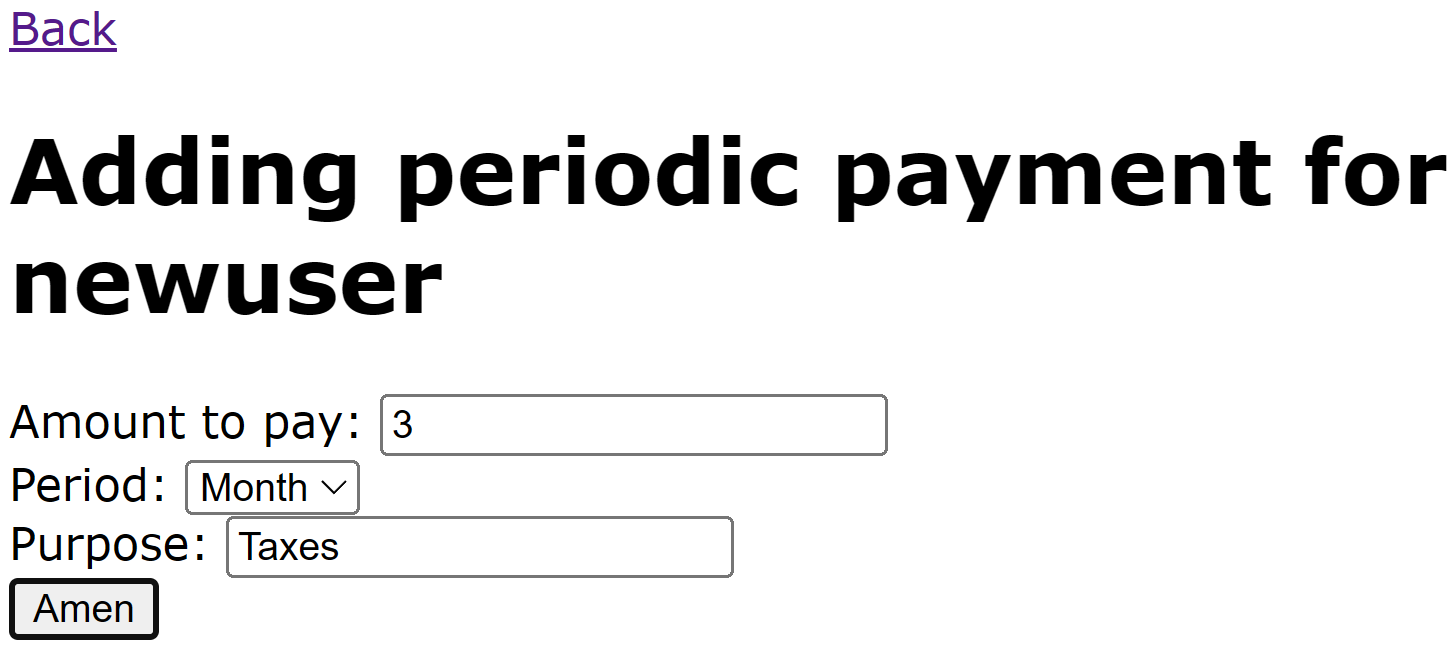 Back
Adding periodic payment for
newuser
Amount to pay: 3
Period: Month
Purpose: Taxes
Amen